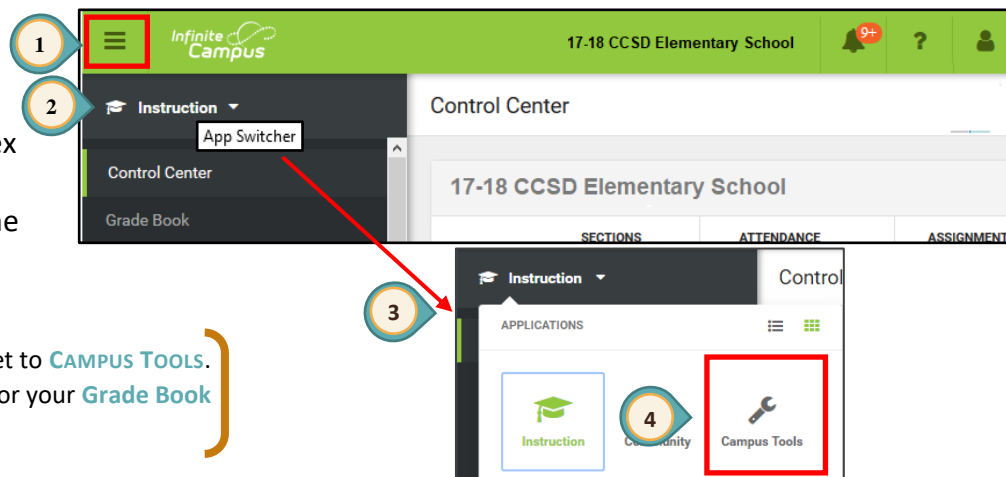 1
Infinite
Campus
17-18 CCSD Elementary School
9+
?
2
Instruction
Control Center
App Switcher
ex
Control Center
17-18 CCSD Elementary School
ne
Grade Book
SECTIONS ATTENDANCE ASSIGNMENT
Instruction
Control
3
APPLICATIONS
et to CAMPUS TOOLS.
or your Grade Book
4
Instruction
Community
Campus Tools